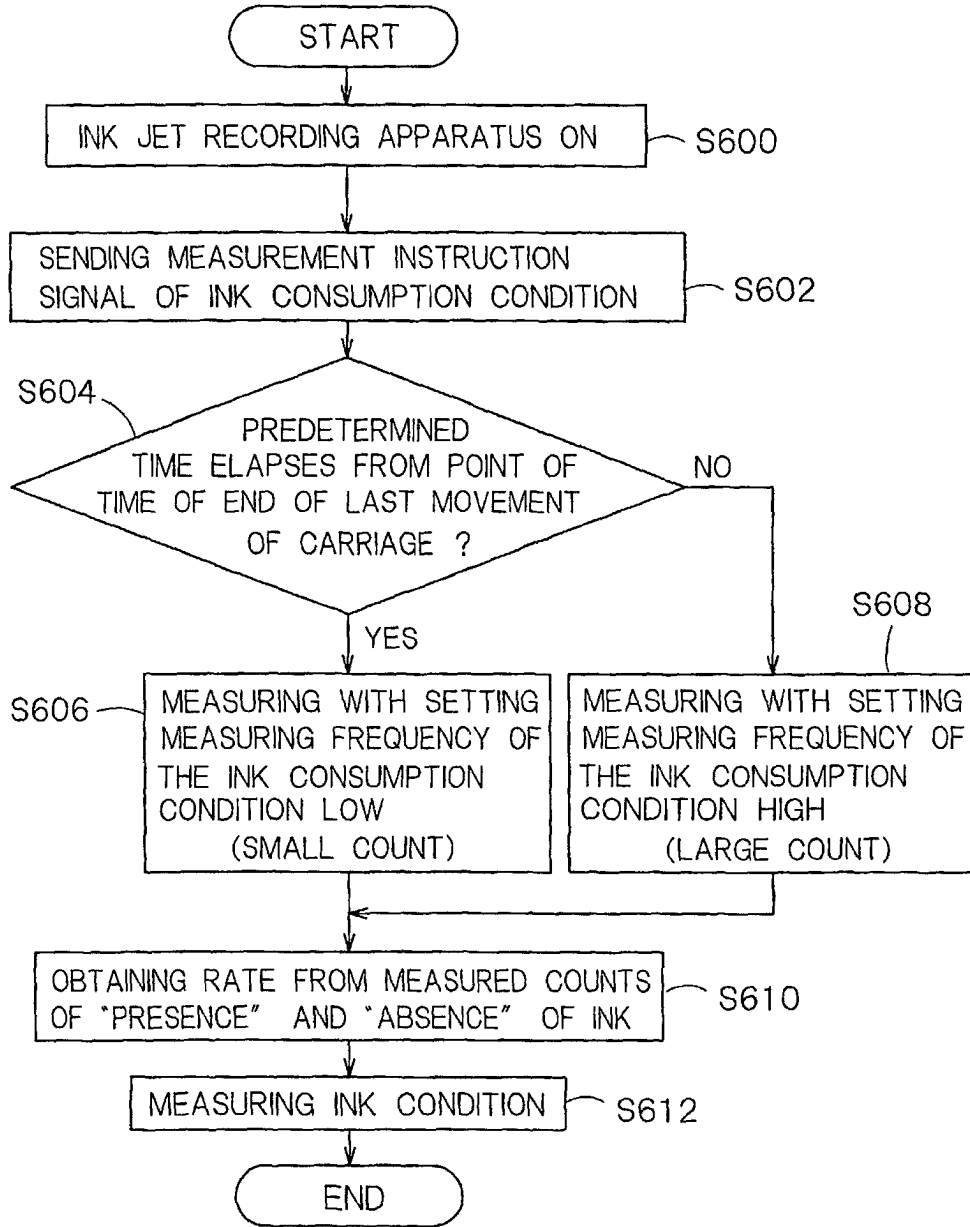 START
INK JET RECORDING APPARATUS ON
S600
SENDING MEASUREMENT INSTRUCTION
SIGNAL OF INK CONSUMPTION CONDITION
S602
S604
PREDETERMINED
TIME ELAPSES FROM POINT OF
TIME OF END OF LAST MOVEMENT
OF CARRIAGE ?
NO
YES
S606
MEASURING WITH SETTING
MEASURING FREQUENCY OF
THE INK CONSUMPTION
CONDITION LOW
(SMALL COUNT)
S608
MEASURING WITH SETTING
MEASURING FREQUENCY OF
THE INK CONSUMPTION
CONDITION HIGH
(LARGE COUNT)
OBTAINING RATE FROM MEASURED COUNTS
OF "PRESENCE" AND "ABSENCE" OF INK
S610
MEASURING INK CONDITION
S612
END